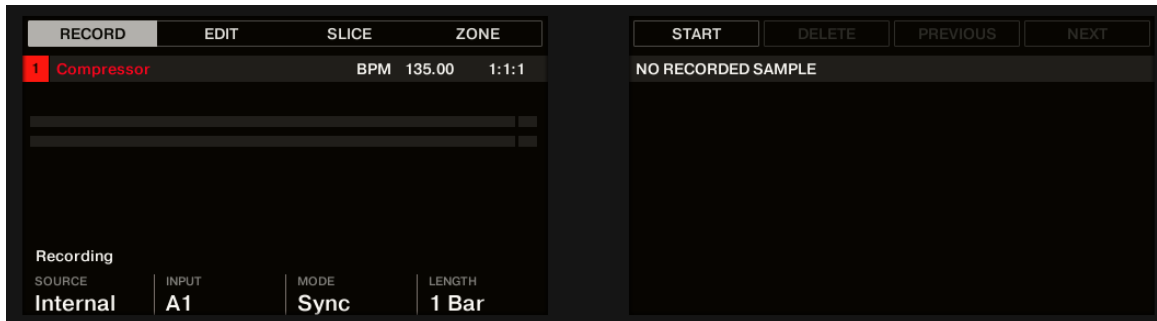 RECORD EDIT SLICE ZONE
START DELETE PREVIOUS NEXT
1 Compressor BPM 135.00 1:1:1
NO RECORDED SAMPLE
Recording
SOURCE INPUT MODE LENGTH
Internal A1 Sync 1 Bar